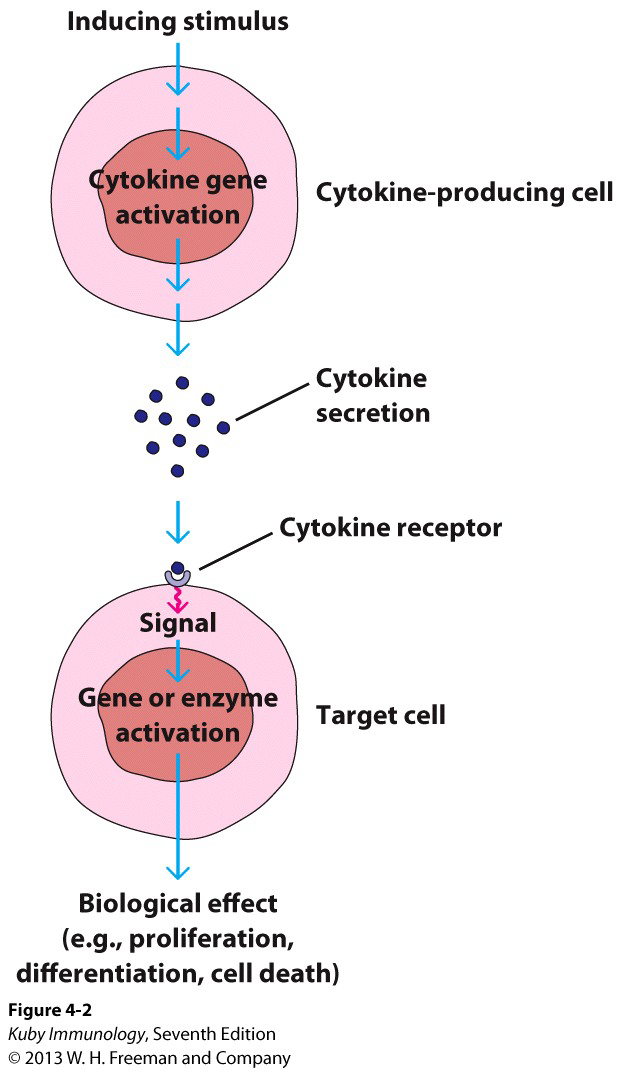 Inducing stimulus
Cytokine gene
activation
Cytokine-producing cell
Cytokine
secretion
Cytokine receptor
Signal
Gene or enzyme
activation
Target cell
Biological effect
(e.g., proliferation,
differentiation, cell death)
Figure 4-2
Kuby Immunology, Seventh Edition
© 2013 W. H. Freeman and Company